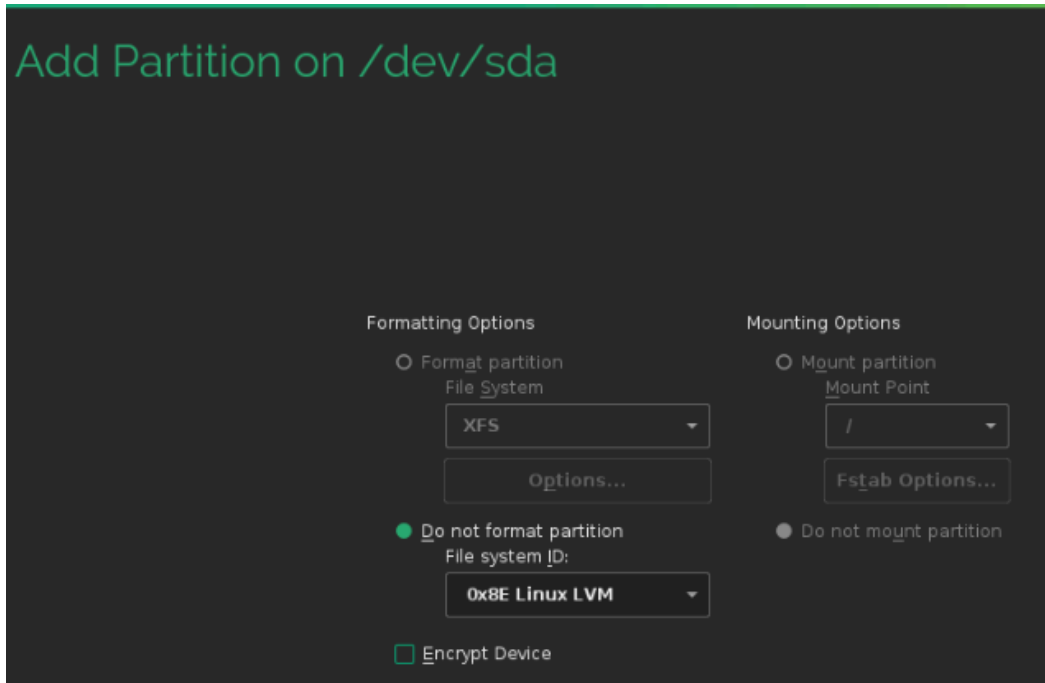 Add Partition on /dev/sda
Formatting Options
Format partition
File System
XFS
Options...
Do not format partition
File system ID:
0x8E Linux LVM
Encrypt Device
Mounting Options
Mount partition
Mount Point
/
Fstab Options...
Do not mount partition